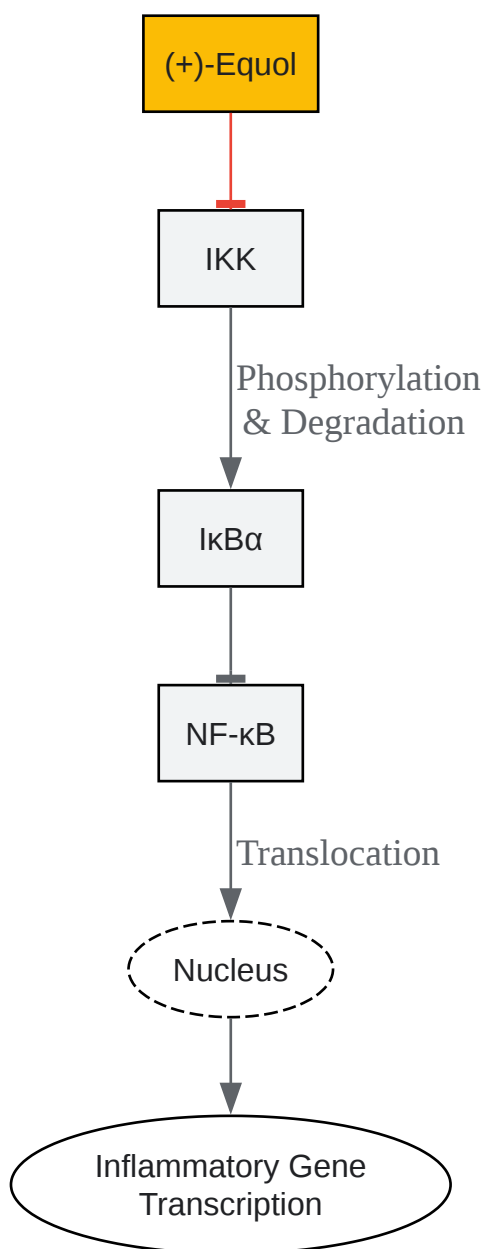 (+)-Equol
IKK
Phosphorylation
& Degradation
IκBα
NF-κB
Translocation
Nucleus
Inflammatory Gene
Transcription